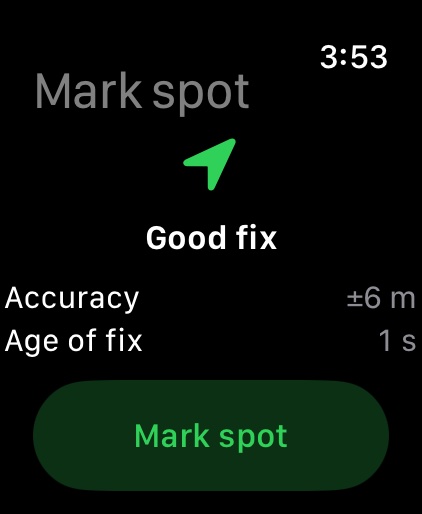 3:53
Mark spot
Good fix
Accuracy ±6 m
Age of fix 1 s
Mark spot